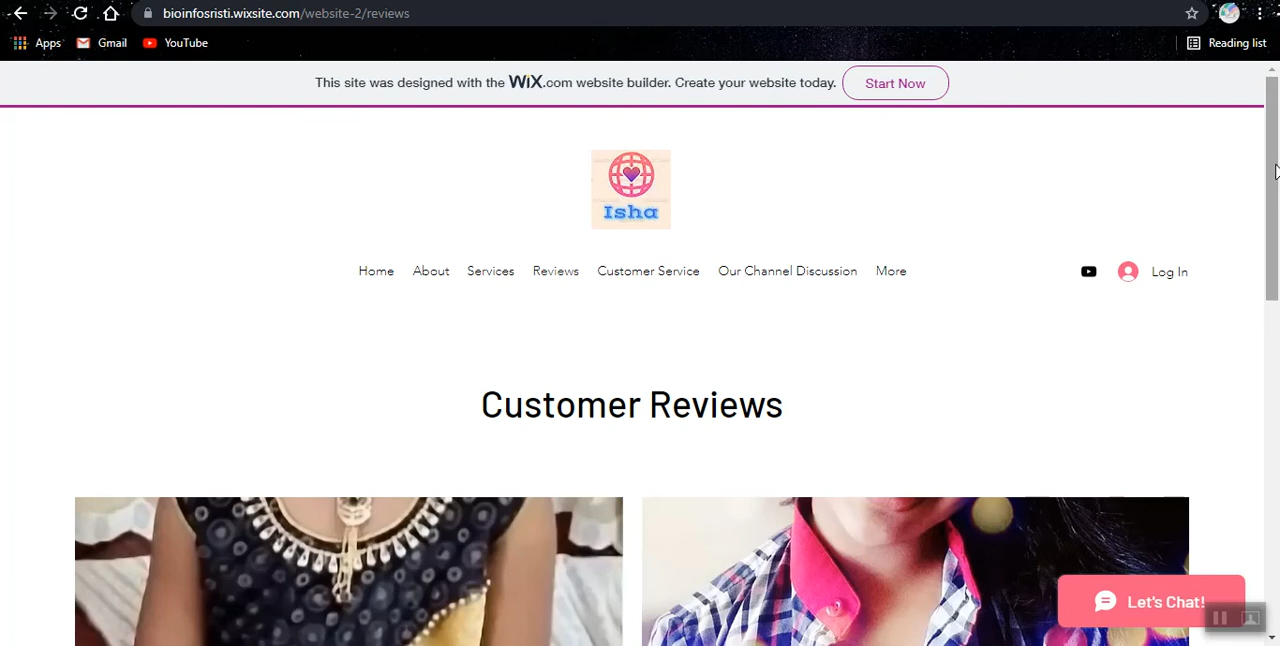 bioinfosristi.wixsite.com/website-2/reviews
Apps Gmail YouTube Reading list
This site was designed with the WiX.com website builder. Create your website today. Start Now
Isha
Home About Services Reviews Customer Service Our Channel Discussion More Log In
Customer Reviews
Let's Chat!